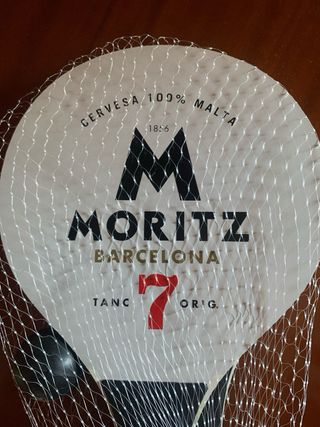 CERVESA 100% MALTA
1856
M
MORITZ
BARCELONA
TANC 7 ORIG.